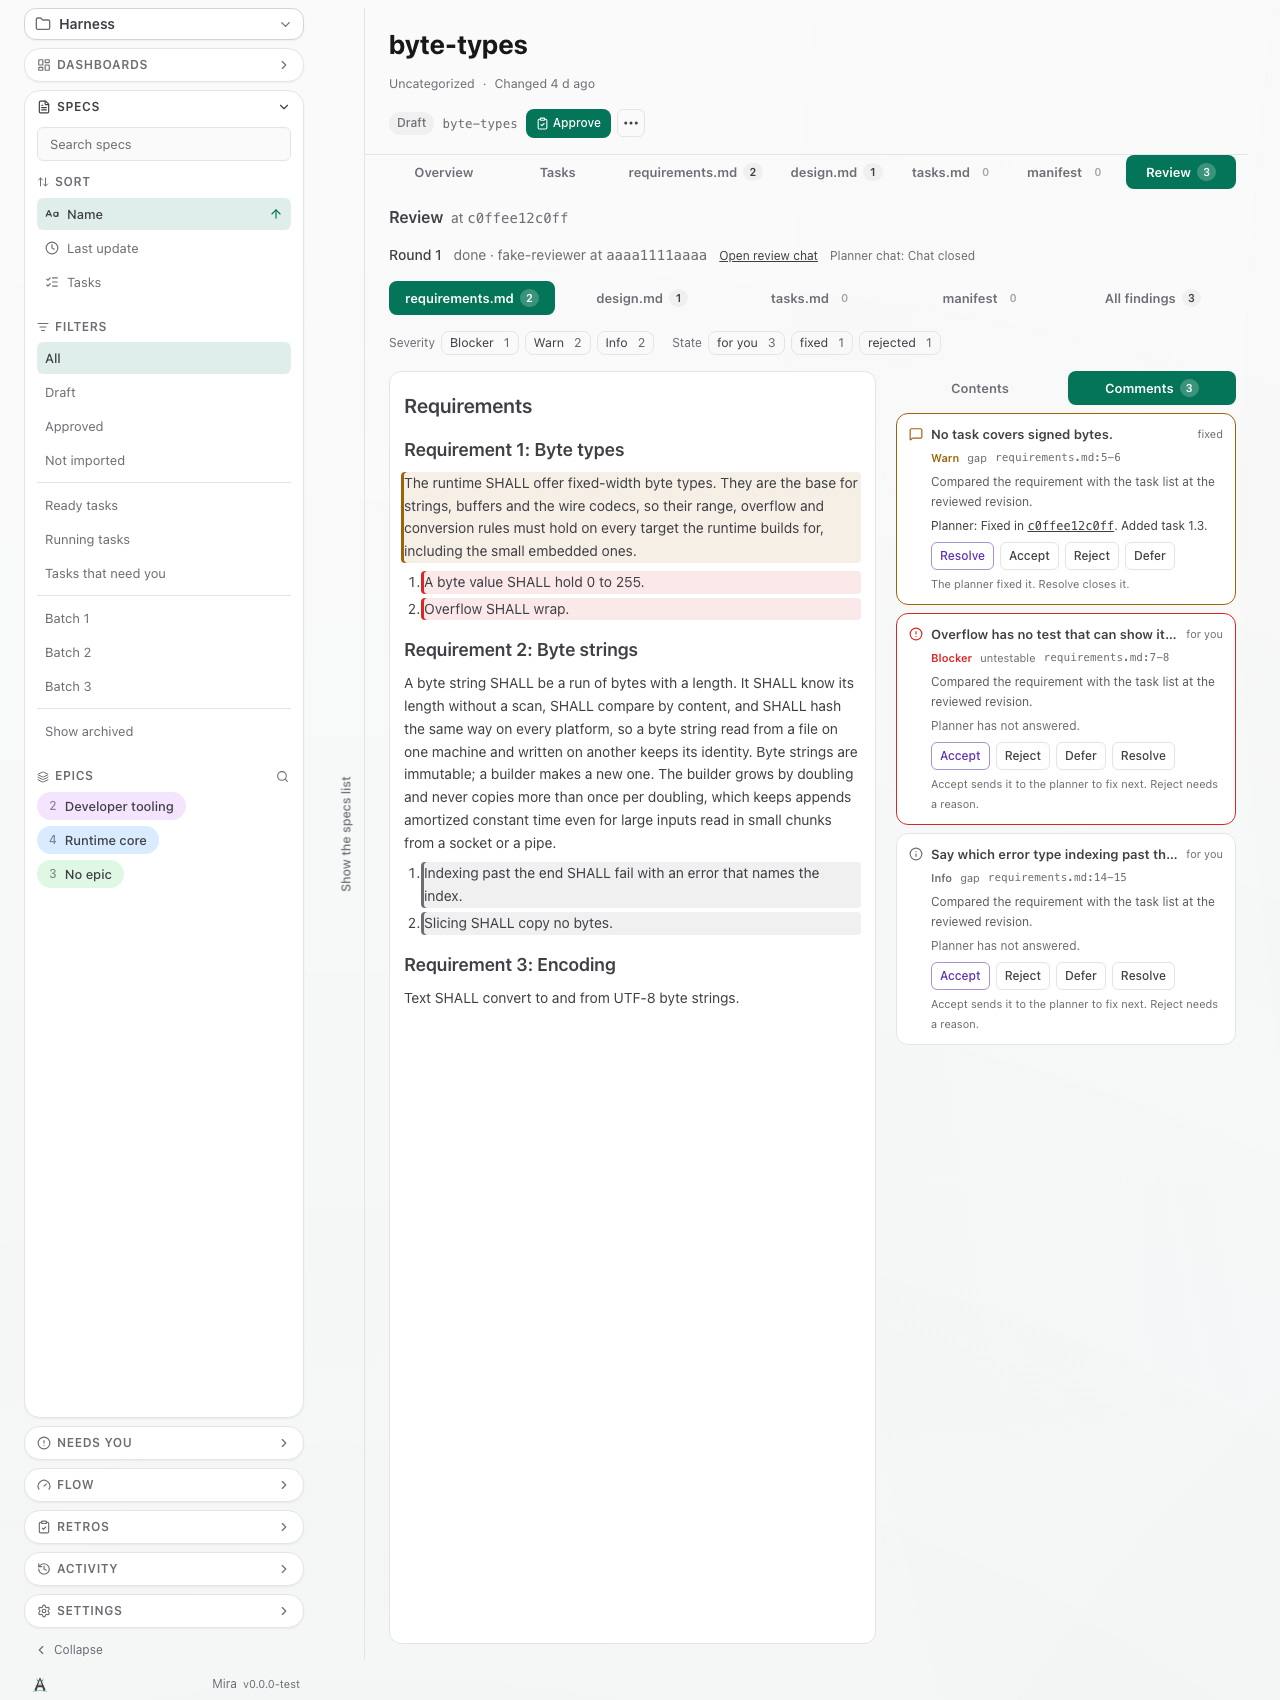 Harness
DASHBOARDS
SPECS
Search specs
SORT
Aa Name
Last update
Tasks
FILTERS
All
Draft
Approved
Not imported
Ready tasks
Running tasks
Tasks that need you
Batch 1
Batch 2
Batch 3
Show archived
EPICS
2 Developer tooling
4 Runtime core
3 No epic
NEEDS YOU
FLOW
RETROS
ACTIVITY
SETTINGS
Collapse
Mira v0.0.0-test
Show the specs list
byte-types
Uncategorized · Changed 4 d ago
Draft byte-types Approve
Overview Tasks requirements.md 2 design.md 1 tasks.md 0 manifest 0 Review 3
Review at c0ffee12c0ff
Round 1 done · fake-reviewer at aaaa1111aaaa Open review chat Planner chat: Chat closed
requirements.md 2 design.md 1 tasks.md 0 manifest 0 All findings 3
Severity Blocker 1 Warn 2 Info 2 State for you 3 fixed 1 rejected 1
Requirements
Requirement 1: Byte types
The runtime SHALL offer fixed-width byte types. They are the base for
strings, buffers and the wire codecs, so their range, overflow and
conversion rules must hold on every target the runtime builds for,
including the small embedded ones.
1. A byte value SHALL hold 0 to 255.
2. Overflow SHALL wrap.
Requirement 2: Byte strings
A byte string SHALL be a run of bytes with a length. It SHALL know its
length without a scan, SHALL compare by content, and SHALL hash
the same way on every platform, so a byte string read from a file on
one machine and written on another keeps its identity. Byte strings are
immutable; a builder makes a new one. The builder grows by doubling
and never copies more than once per doubling, which keeps appends
amortized constant time even for large inputs read in small chunks
from a socket or a pipe.
1. Indexing past the end SHALL fail with an error that names the
index.
2. Slicing SHALL copy no bytes.
Requirement 3: Encoding
Text SHALL convert to and from UTF-8 byte strings.
Contents Comments 3
No task covers signed bytes. fixed
Warn gap requirements.md:5–6
Compared the requirement with the task list at the
reviewed revision.
Planner: Fixed in c0ffee12c0ff. Added task 1.3.
Resolve Accept Reject Defer
The planner fixed it. Resolve closes it.
Overflow has no test that can show it... for you
Blocker untestable requirements.md:7–8
Compared the requirement with the task list at the
reviewed revision.
Planner has not answered.
Accept Reject Defer Resolve
Accept sends it to the planner to fix next. Reject needs
a reason.
Say which error type indexing past th... for you
Info gap requirements.md:14–15
Compared the requirement with the task list at the
reviewed revision.
Planner has not answered.
Accept Reject Defer Resolve
Accept sends it to the planner to fix next. Reject needs
a reason.